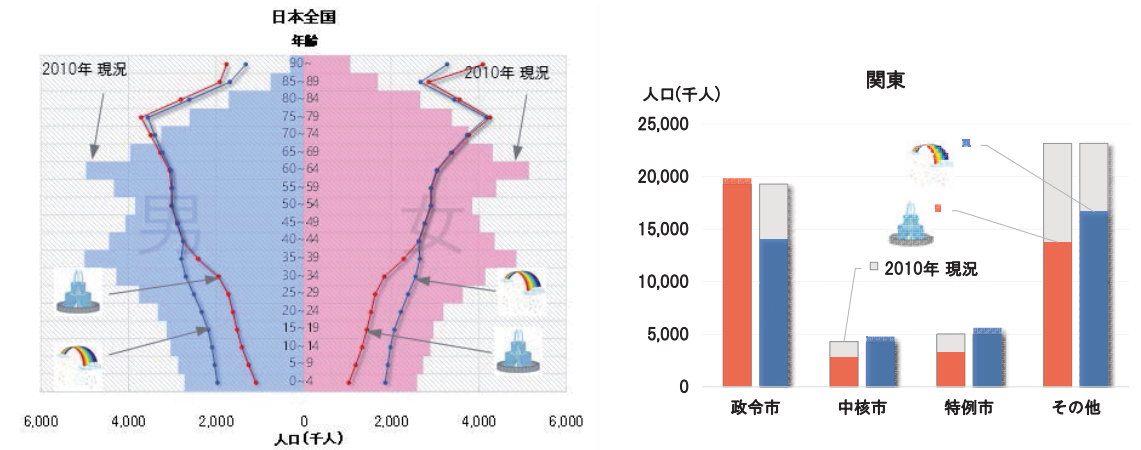 日本全国
年齢
2010年 現況
2010年 現況
90~
85~ 89
80~ 84
75~ 79
70~ 74
65~ 69
60~ 64
55~ 59
50~ 54
45~ 49
40~ 44
35~ 39
30~ 34
25~ 29
20~ 24
15~ 19
10~ 14
5~ 9
0~ 4
男
女
6,000 4,000 2,000 0 2,000 4,000 6,000
人口(千人)
関東
人口(千人)
25,000
20,000
15,000
10,000
5,000
0
2010年 現況
政令市 中核市 特例市 その他